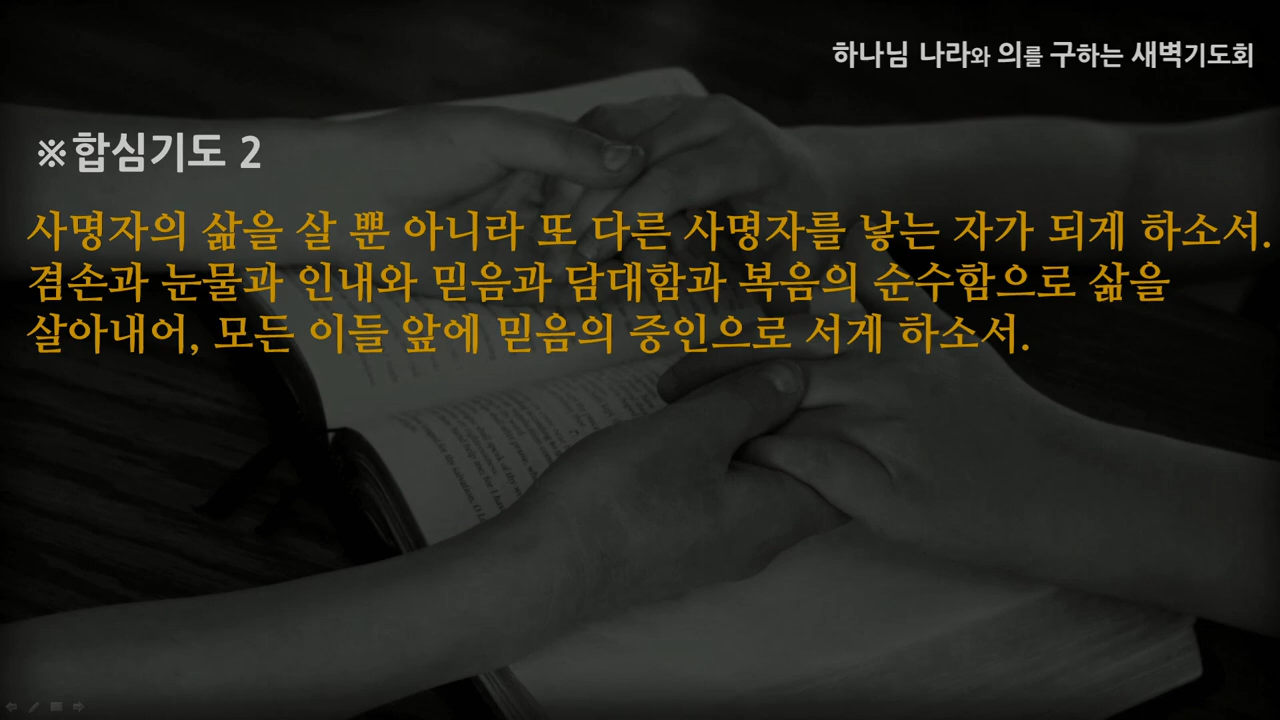 하나님 나라와 의를 구하는 새벽기도회
※합심기도 2
사명자의 삶을 살 뿐 아니라 또 다른 사명자를 낳는 자가 되게 하소서.
겸손과 눈물과 인내와 믿음과 담대함과 복음의 순수함으로 삶을
살아내어, 모든 이들 앞에 믿음의 증인으로 서게 하소서.